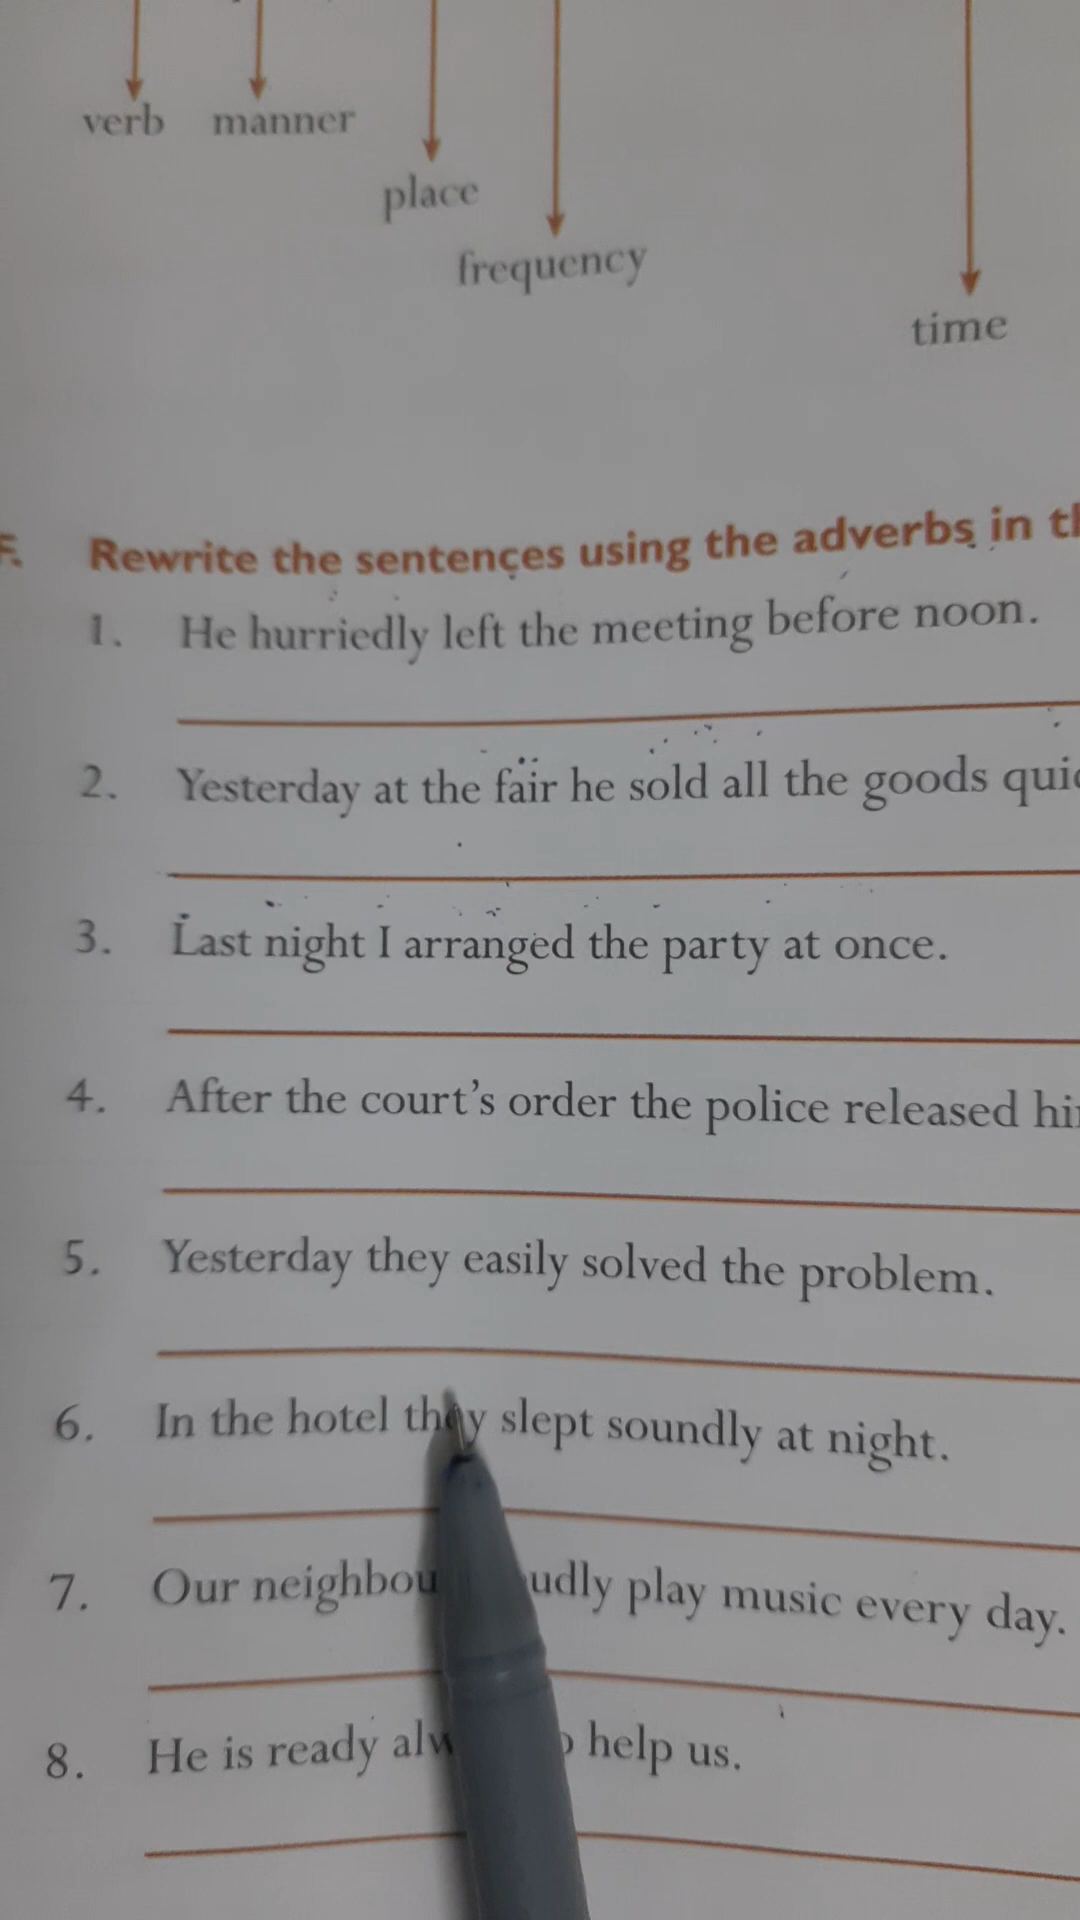 verb manner
place
frequency
time
F. Rewrite the sentences using the adverbs in
1. He hurriedly left the meeting before noon.
2. Yesterday at the fair he sold all the goods
3. Last night I arranged the party at once.
4. After the court's order the police released
5. Yesterday they easily solved the problem.
6. In the hotel they slept soundly at night.
7. Our play music every day.
8. He is ready help us.